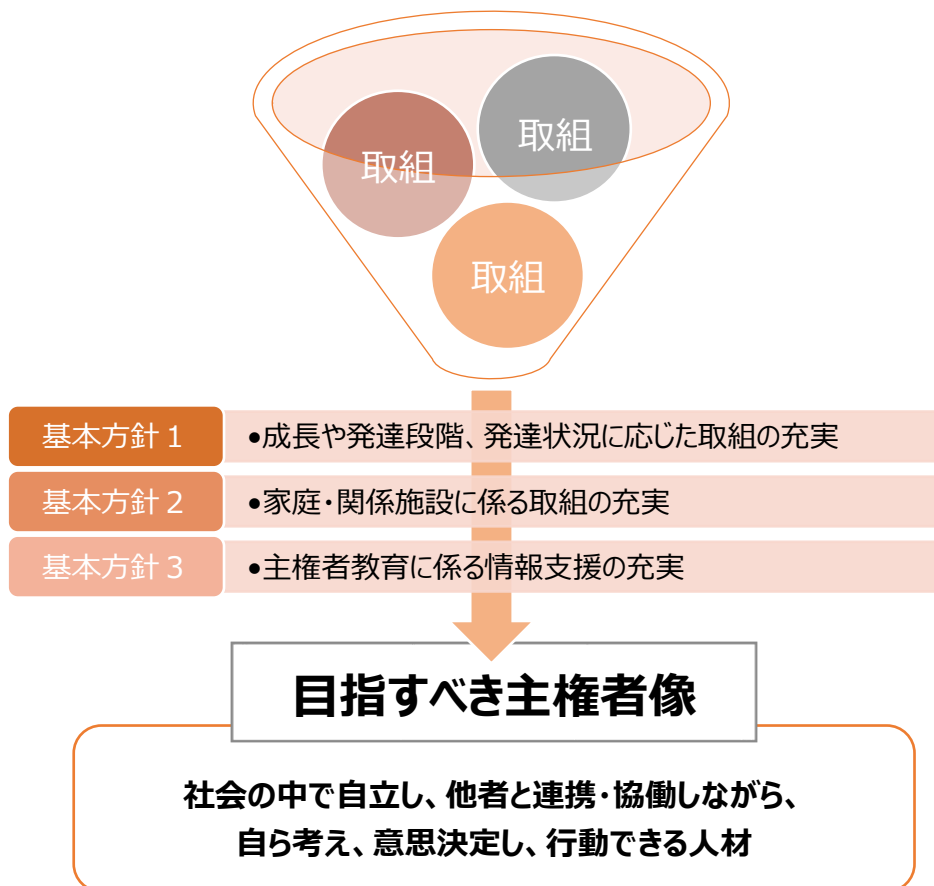 取組
取組
取組
基本方針１
•成長や発達段階、発達状況に応じた取組の充実
基本方針２
•家庭・関係施設に係る取組の充実
基本方針３
•主権者教育に係る情報支援の充実
目指すべき主権者像
社会の中で自立し、他者と連携・協働しながら、
自ら考え、意思決定し、行動できる人材